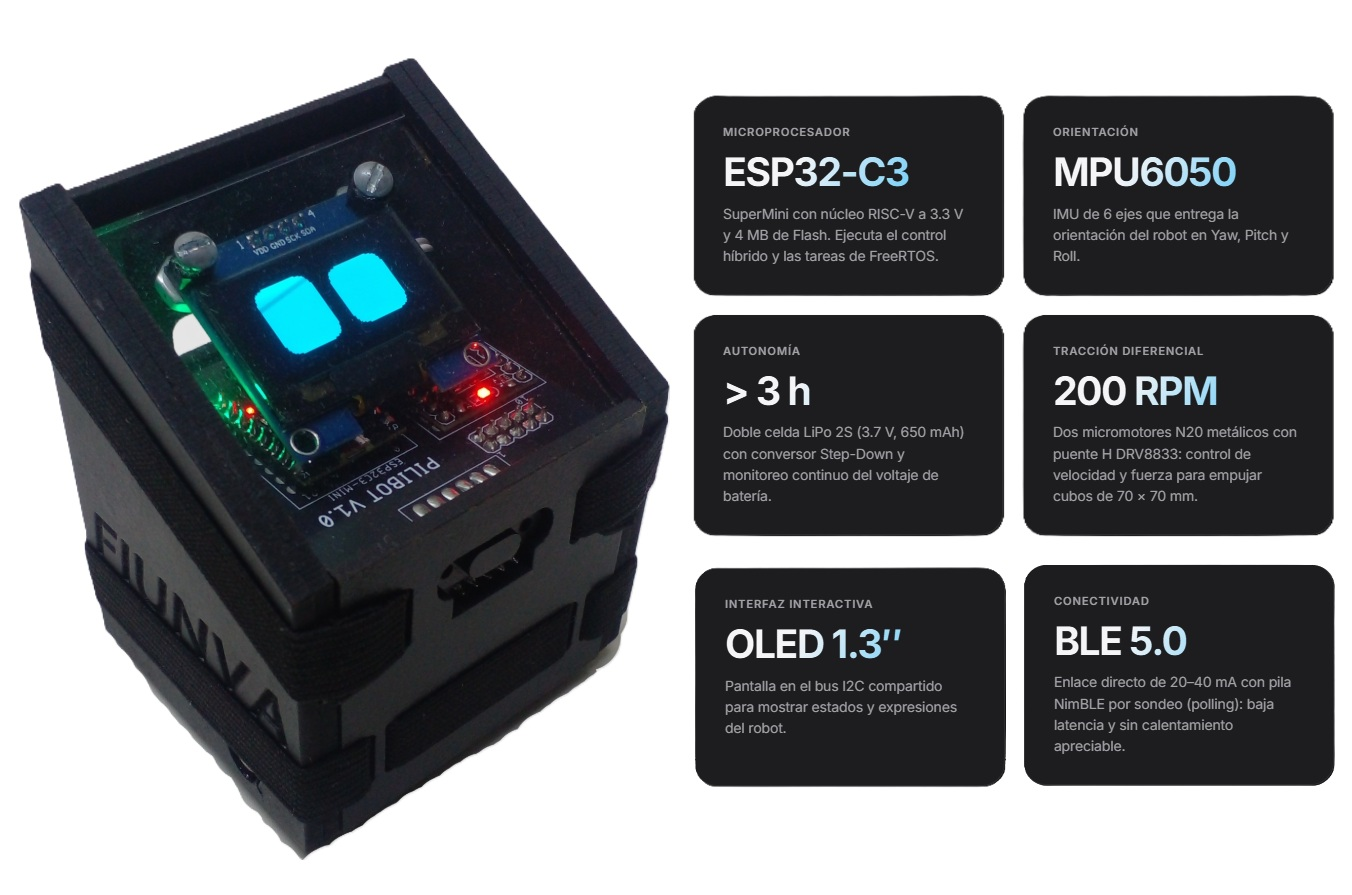 MICROPROCESADOR
ESP32-C3
SuperMini con núcleo RISC-V a 3.3 V
y 4 MB de Flash. Ejecuta el control
híbrido y las tareas de FreeRTOS.
ORIENTACIÓN
MPU6050
IMU de 6 ejes que entrega la
orientación del robot en Yaw, Pitch y
Roll.
AUTONOMÍA
> 3 h
Doble celda LiPo 2S (3.7 V, 650 mAh)
con conversor Step-Down y
monitoreo continuo del voltaje de
batería.
TRACCIÓN DIFERENCIAL
200 RPM
Dos micromotores N20 metálicos con
puente H DRV8833: control de
velocidad y fuerza para empujar
cubos de 70 × 70 mm.
INTERFAZ INTERACTIVA
OLED 1.3″
Pantalla en el bus I2C compartido
para mostrar estados y expresiones
del robot.
CONECTIVIDAD
BLE 5.0
Enlace directo de 20–40 mA con pila
NimBLE por sondeo (polling): baja
latencia y sin calentamiento
apreciable.
1 4
VDD GND SCK SDA
ESP32C3-MINI
PILIBOT V1.0
FIUNVA